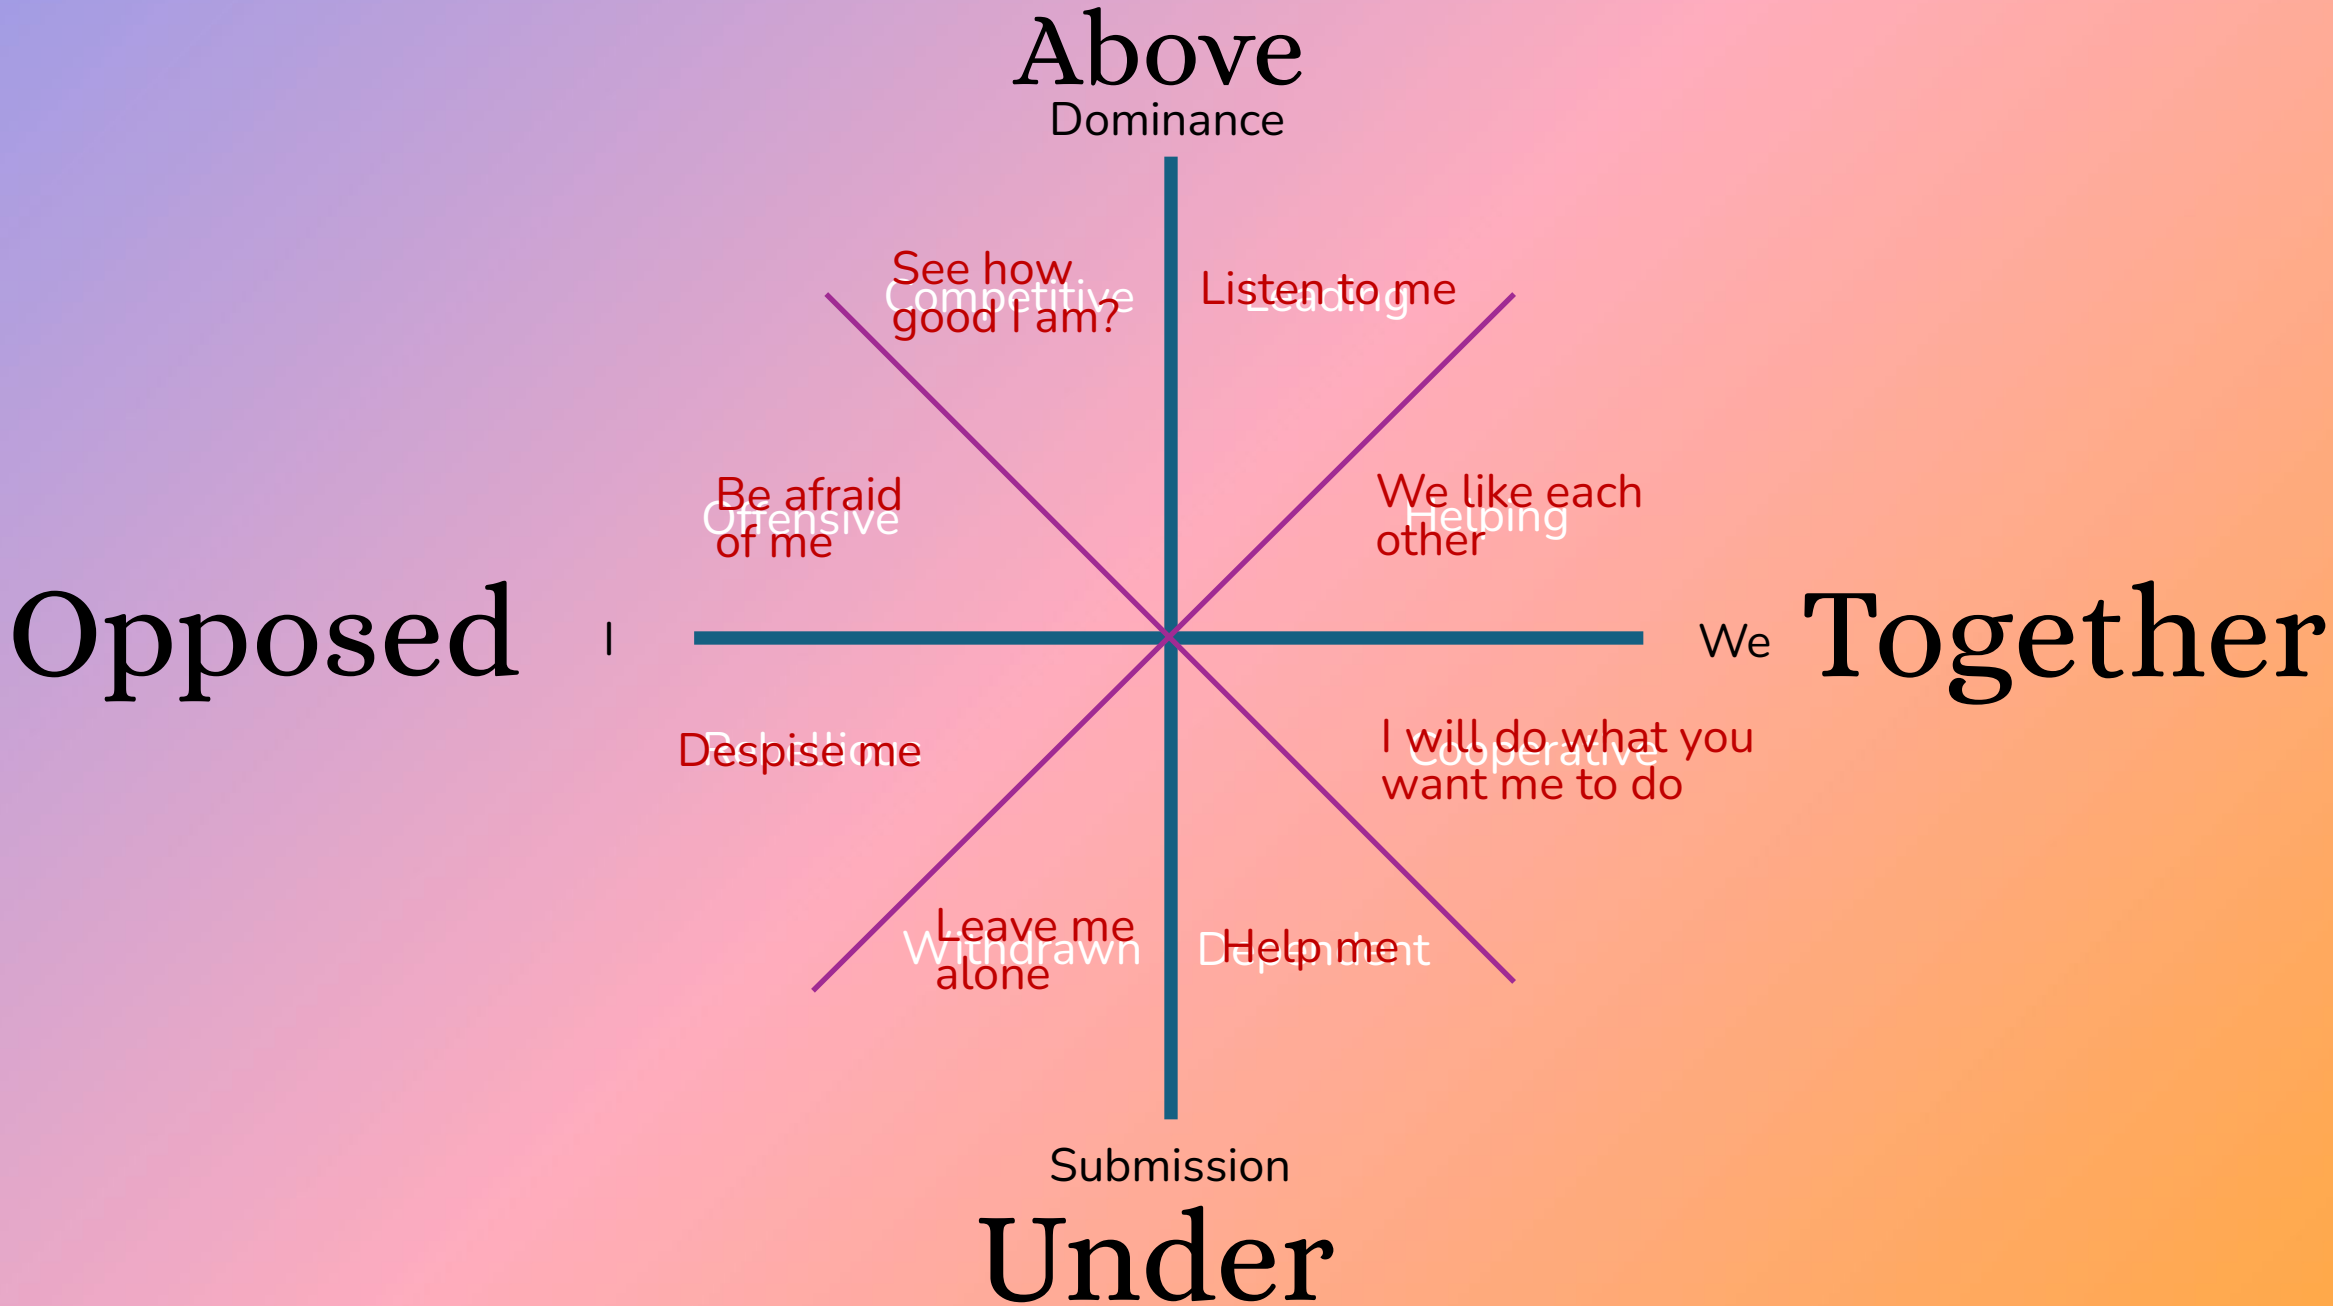 Above
Dominance
See how
good I am?
Competitive
Listen to me
Leading
Be afraid
of me
Offensive
We like each
other
Helping
Opposed
I
We
Together
Despise me
Rebellious
I will do what you
want me to do
Cooperative
Leave me
alone
Withdrawn
Help me
Dependent
Submission
Under